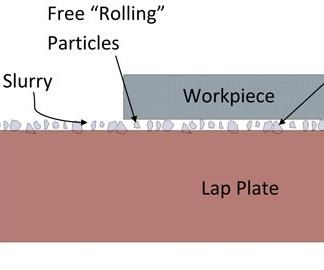 Free “Rolling”
Particles
Slurry
Workpiece
Lap Plate